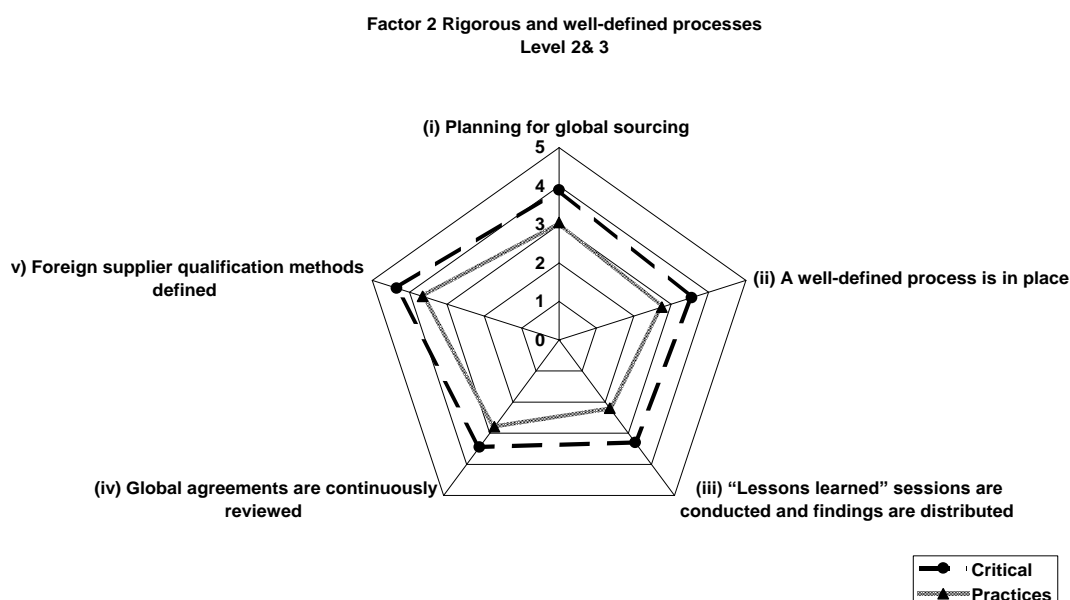 Factor 2 Rigorous and well-defined processes
Level 2& 3
(i) Planning for global sourcing
5
4
3
2
1
0
v) Foreign supplier qualification methods
defined
(ii) A well-defined process is in place
(iv) Global agreements are continuously
reviewed
(iii) “Lessons learned” sessions are
conducted and findings are distributed
Critical
Practices